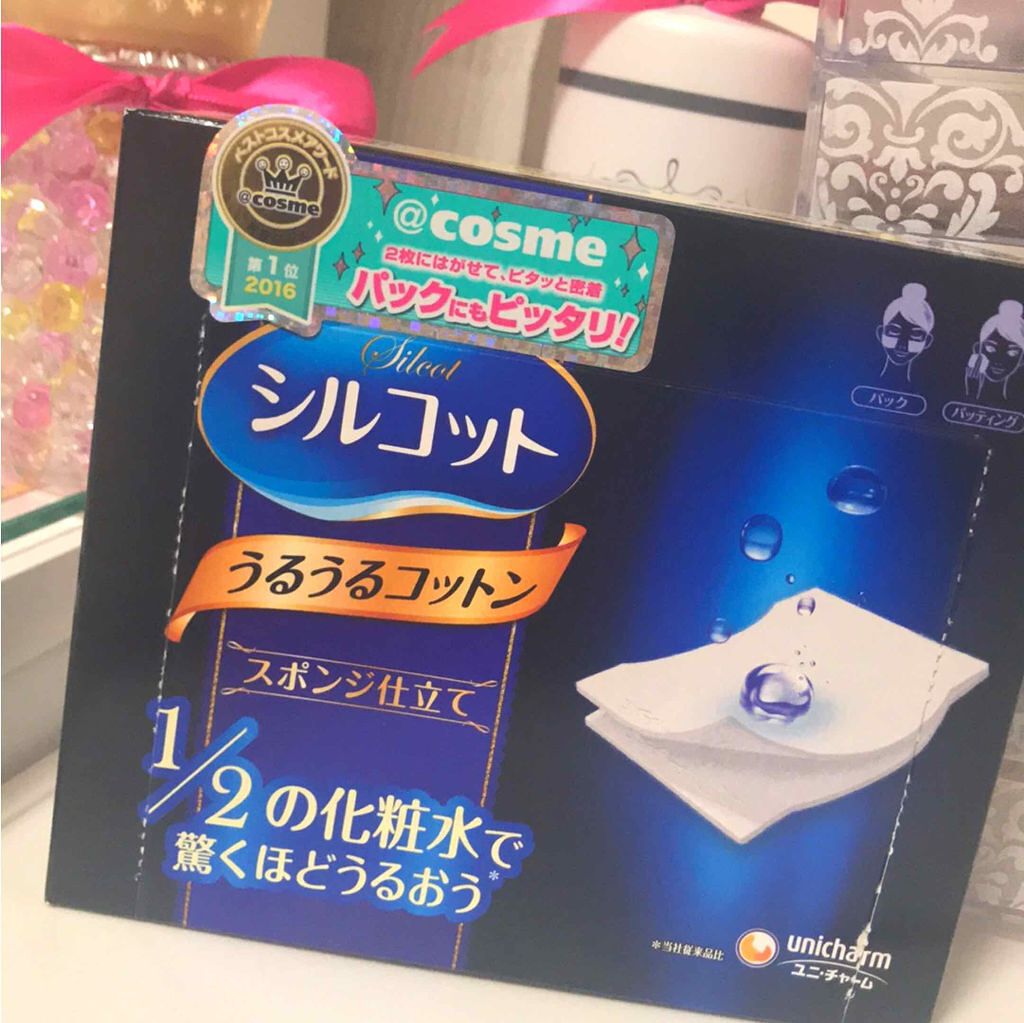 ベストコスメアワード
@cosme
第1位
2016
@cosme
2枚にはがせて、ピタッと密着
パックにもピッタリ!
Silcot
シルコット
うるうるコットン
スポンジ仕立て
1/2の化粧水で
驚くほどうるおう*
パック
パッティング
*当社従来品比
unicharm
ユニ・チャーム